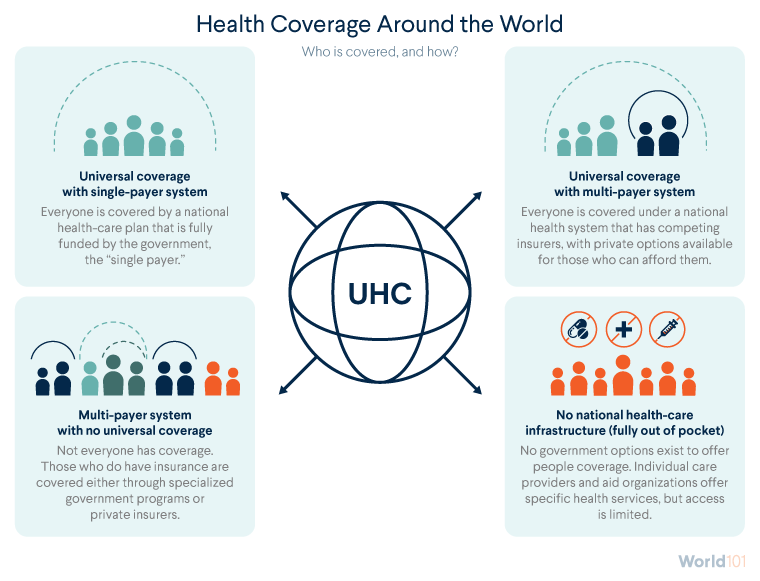 Health Coverage Around the World
Who is covered, and how?
Universal coverage
with single-payer system
Everyone is covered by a national
health-care plan that is fully
funded by the government,
the “single payer.”
Universal coverage
with multi-payer system
Everyone is covered under a national
health system that has competing
insurers, with private options available
for those who can afford them.
UHC
Multi-payer system
with no universal coverage
Not everyone has coverage.
Those who do have insurance are
covered either through specialized
government programs or
private insurers.
No national health-care
infrastructure (fully out of pocket)
No government options exist to offer
people coverage. Individual care
providers and aid organizations offer
specific health services, but access
is limited.
World101